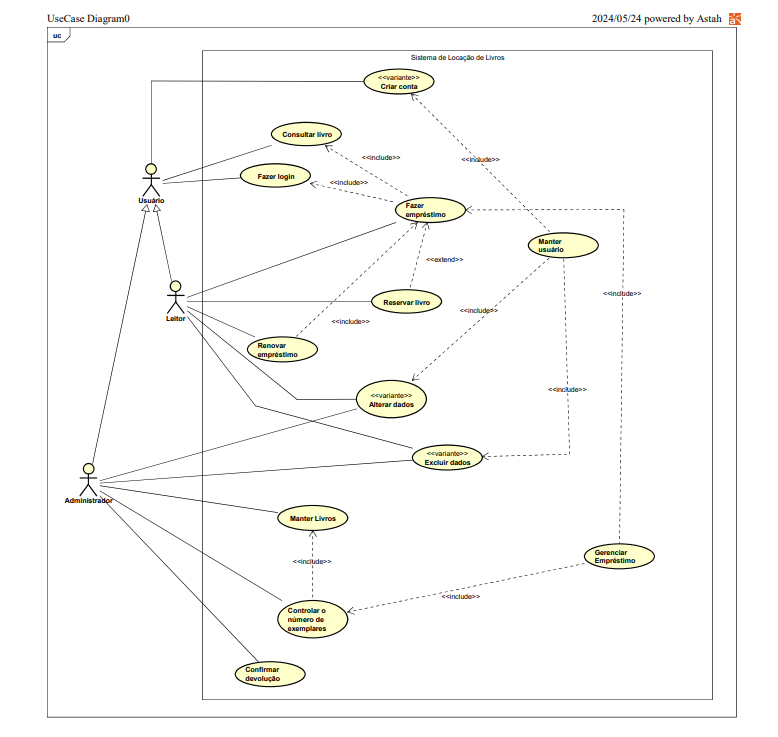 UseCase Diagram0
2024/05/24 powered by Astah
uc
Sistema de Locação de Livros
<<variante>>
Criar conta
Consultar livro
<<include>>
<<include>>
Fazer login
<<include>>
Usuário
Fazer
empréstimo
Manter
usuário
<<extend>>
<<include>>
Reservar livro
<<include>>
Leitor
<<include>>
Renovar
empréstimo
<<include>>
<<variante>>
Alterar dados
<<variante>>
Excluir dados
Administrador
Manter Livros
<<include>>
Gerenciar
Empréstimo
<<include>>
Controlar o
número de
exemplares
Confirmar
devolução